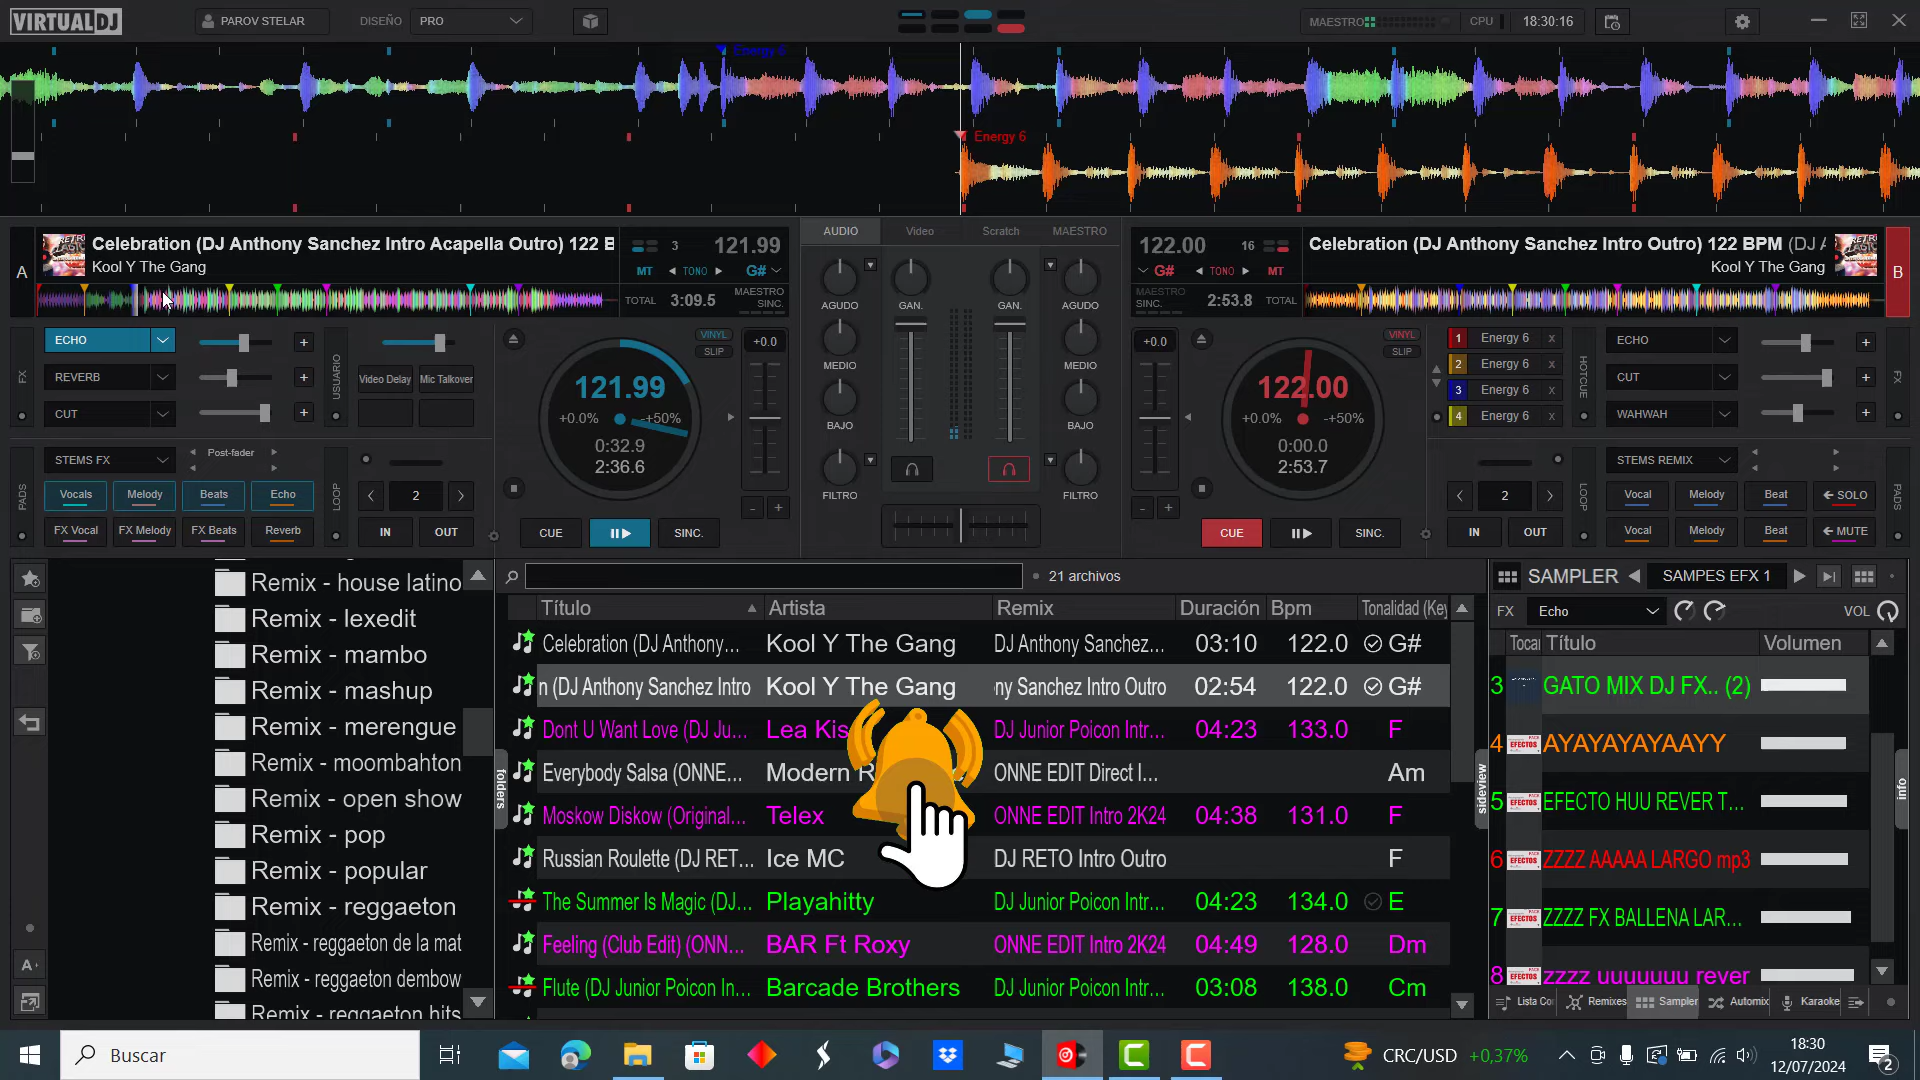 VIRTUALDJ
PAROV STELAR
DISEÑO
PRO
MAESTRO
CPU
18:30:16
Energy 6
Energy 6
A
Celebration (DJ Anthony Sanchez Intro Acapella Outro) 122 B
Kool Y The Gang
3
121.99
MT
TONO
G#
TOTAL
3:09.5
MAESTRO
SINC.
AUDIO
Video
Scratch
MAESTRO
122.00
16
G#
TONO
MT
MAESTRO
SINC.
2:53.8
TOTAL
Celebration (DJ Anthony Sanchez Intro Outro) 122 BPM (DJ A
Kool Y The Gang
B
FX
ECHO
REVERB
CUT
USUARIO
Video Delay
Mic Talkover
VINYL
SLIP
121.99
+0.0%
-+50%
0:32.9
2:36.6
+0.0
AGUDO
GAN.
GAN.
AGUDO
MEDIO
MEDIO
BAJO
BAJO
FILTRO
FILTRO
+0.0
VINYL
SLIP
122.00
+0.0%
-+50%
0:00.0
2:53.7
1 Energy 6 x
2 Energy 6 x
3 Energy 6 x
4 Energy 6 x
HOTCUE
ECHO
CUT
WAHWAH
FX
PADS
STEMS FX
Post-fader
Vocals
Melody
Beats
Echo
FX Vocal
FX Melody
FX Beats
Reverb
LOOP
2
IN
OUT
CUE
SINC.
CUE
SINC.
2
IN
OUT
LOOP
STEMS REMIX
Vocal
Melody
Beat
SOLO
Vocal
Melody
Beat
MUTE
PADS
Remix - house latino
Remix - lexedit
Remix - mambo
Remix - mashup
Remix - merengue
Remix - moombahton
Remix - open show
Remix - pop
Remix - popular
Remix - reggaeton
Remix - reggaeton de la mat
Remix - reggaeton dembow
Remix - reggaeton hits
folders
21 archivos
Título Artista Remix Duración Bpm Tonalidad (Key
Celebration (DJ Anthony... Kool Y The Gang DJ Anthony Sanchez... 03:10 122.0 G#
n (DJ Anthony Sanchez Intro Kool Y The Gang ny Sanchez Intro Outro 02:54 122.0 G#
Dont U Want Love (DJ Ju... Lea Kis DJ Junior Poicon Intr... 04:23 133.0 F
Everybody Salsa (ONNE... Modern R ONNE EDIT Direct I... Am
Moskow Diskow (Original... Telex ONNE EDIT Intro 2K24 04:38 131.0 F
Russian Roulette (DJ RET... Ice MC DJ RETO Intro Outro F
The Summer Is Magic (DJ... Playahitty DJ Junior Poicon Intr... 04:23 134.0 E
Feeling (Club Edit) (ONN... BAR Ft Roxy ONNE EDIT Intro 2K24 04:49 128.0 Dm
Flute (DJ Junior Poicon In... Barcade Brothers DJ Junior Poicon Intr... 03:08 138.0 Cm
sideview
SAMPLER
SAMPES EFX 1
FX
Echo
VOL
Tocar Título Volumen
3 GATO MIX DJ FX.. (2)
4 EFECTOS AYAYAYAYAAYY
5 EFECTOS EFECTO HUU REVER T...
6 EFECTOS ZZZZ AAAAA LARGO mp3
7 EFECTOS ZZZZ FX BALLENA LAR...
8 EFECTOS zzzz uuuuuuu rever
info
Lista Co
Remixes
Sampler
Automix
Karaoke
Buscar
CRC/USD
+0,37%
18:30
12/07/2024
2